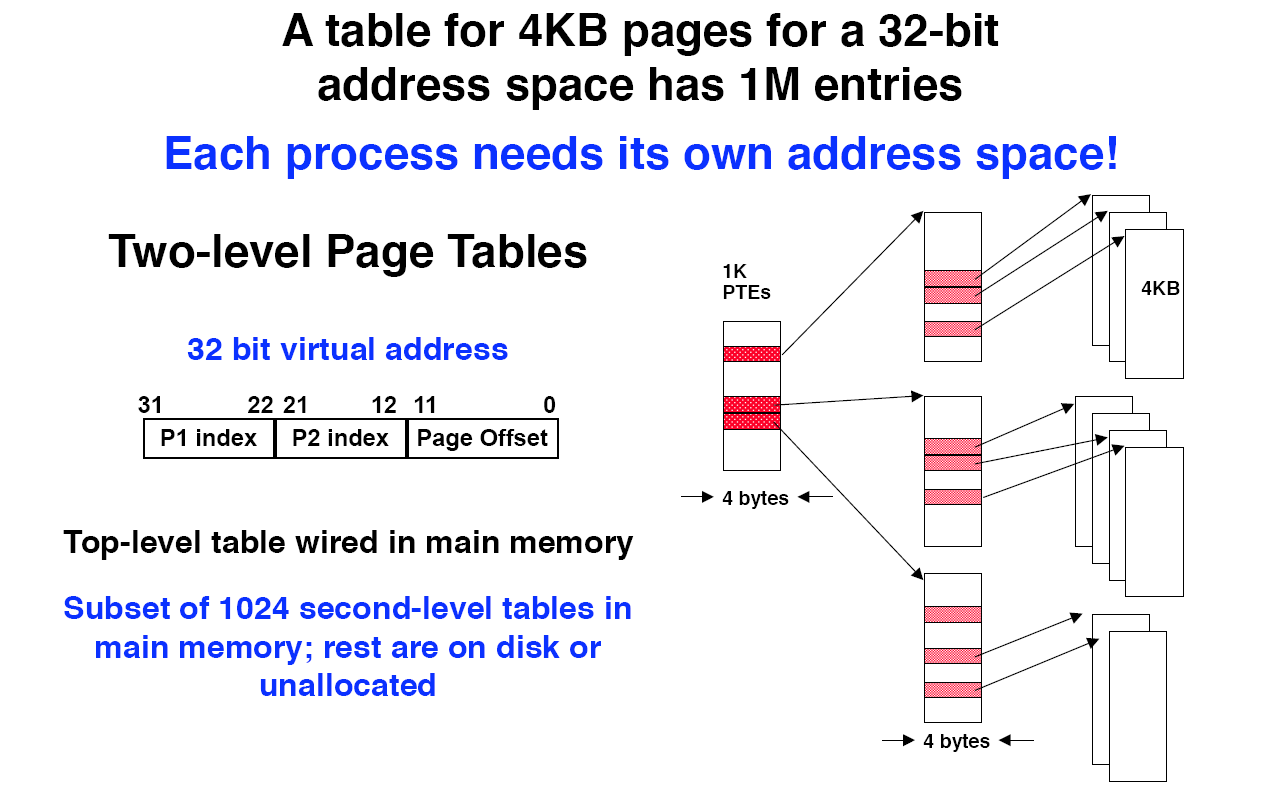 A table for 4KB pages for a 32-bit
address space has 1M entries
Each process needs its own address space!
Two-level Page Tables
32 bit virtual address
31 22 21 12 11 0
P1 index P2 index Page Offset
Top-level table wired in main memory
Subset of 1024 second-level tables in
main memory; rest are on disk or
unallocated
1K
PTEs
4 bytes
4KB
4 bytes